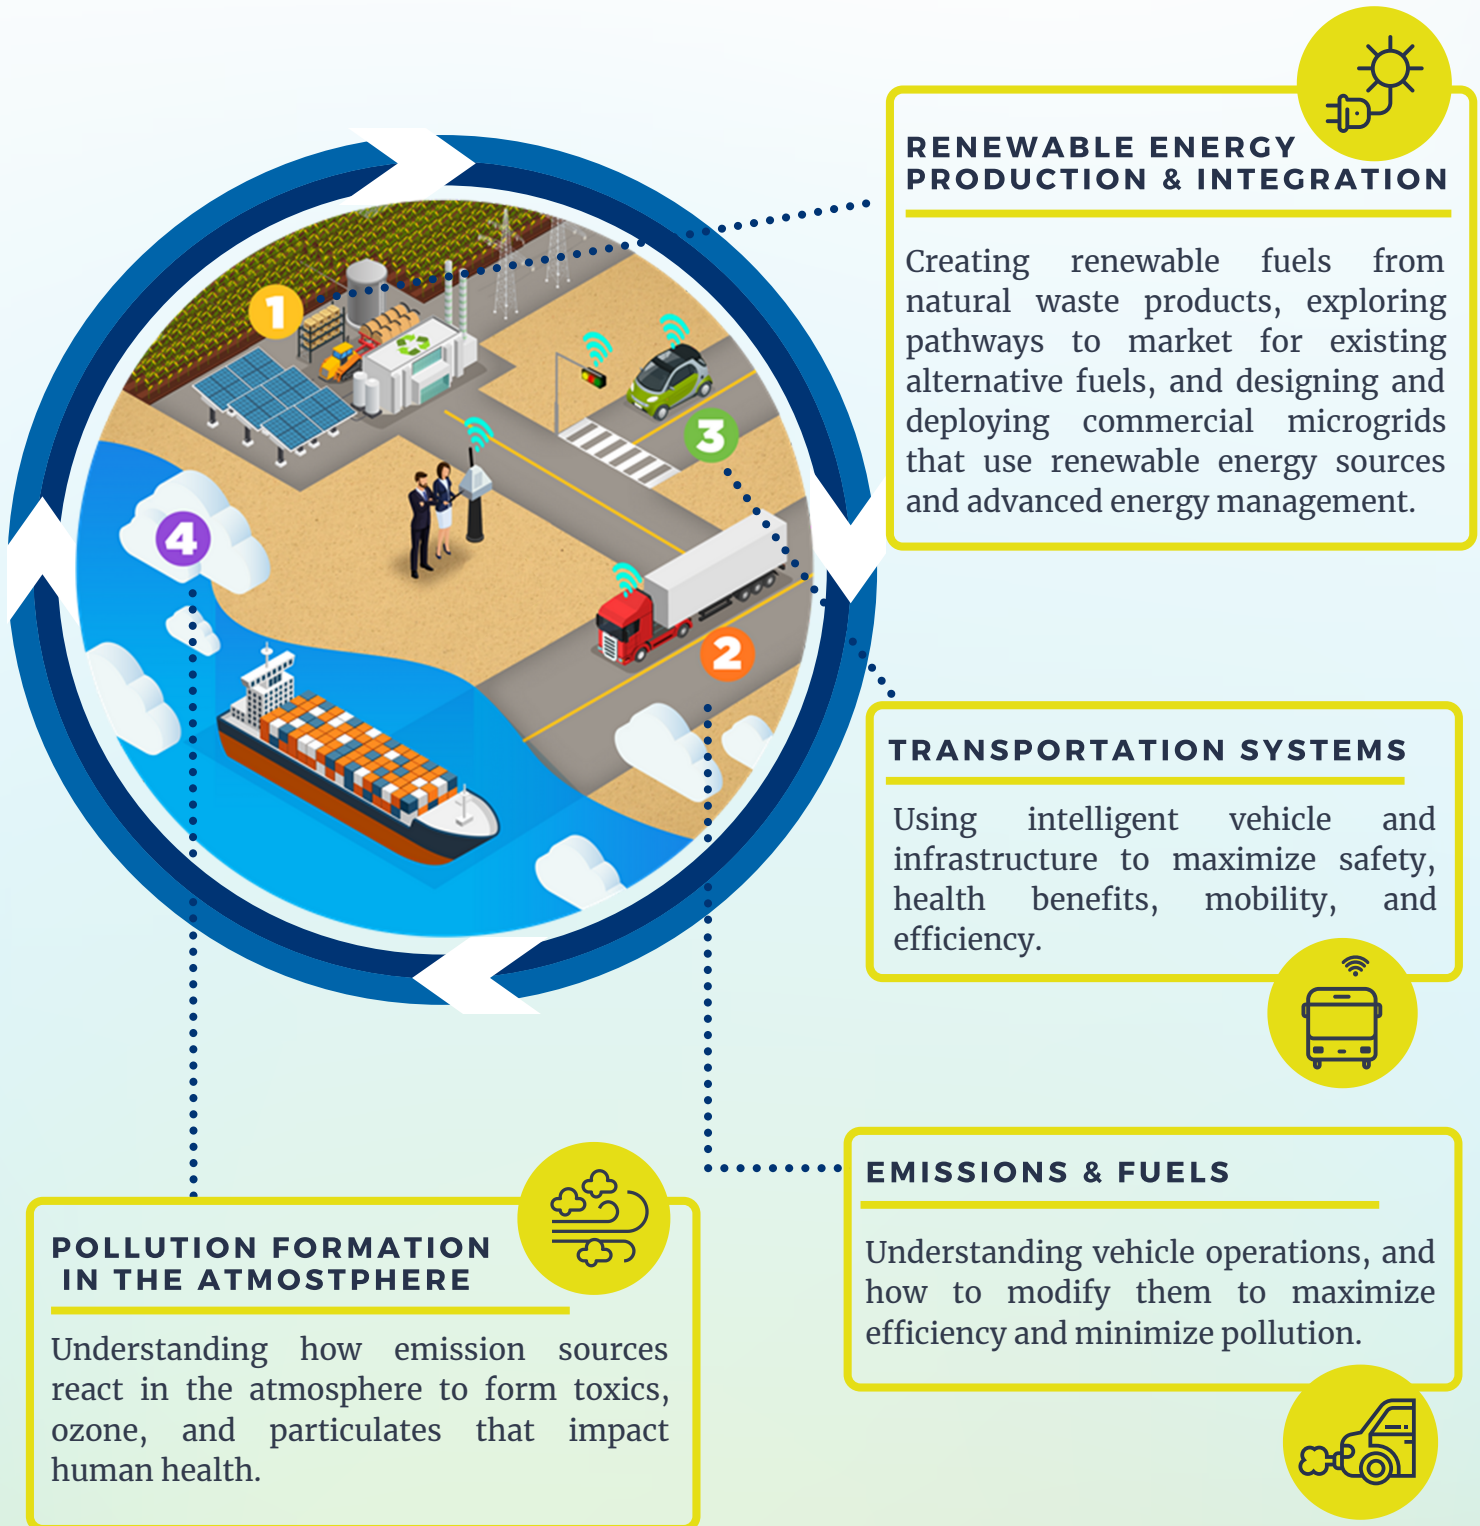 RENEWABLE ENERGY
PRODUCTION & INTEGRATION
Creating renewable fuels from
natural waste products, exploring
pathways to market for existing
alternative fuels, and designing and
deploying commercial microgrids
that use renewable energy sources
and advanced energy management.
1
3
4
2
TRANSPORTATION SYSTEMS
Using intelligent vehicle and
infrastructure to maximize safety,
health benefits, mobility, and
efficiency.
EMISSIONS & FUELS
Understanding vehicle operations, and
how to modify them to maximize
efficiency and minimize pollution.
POLLUTION FORMATION
IN THE ATMOSTPHERE
Understanding how emission sources
react in the atmosphere to form toxics,
ozone, and particulates that impact
human health.